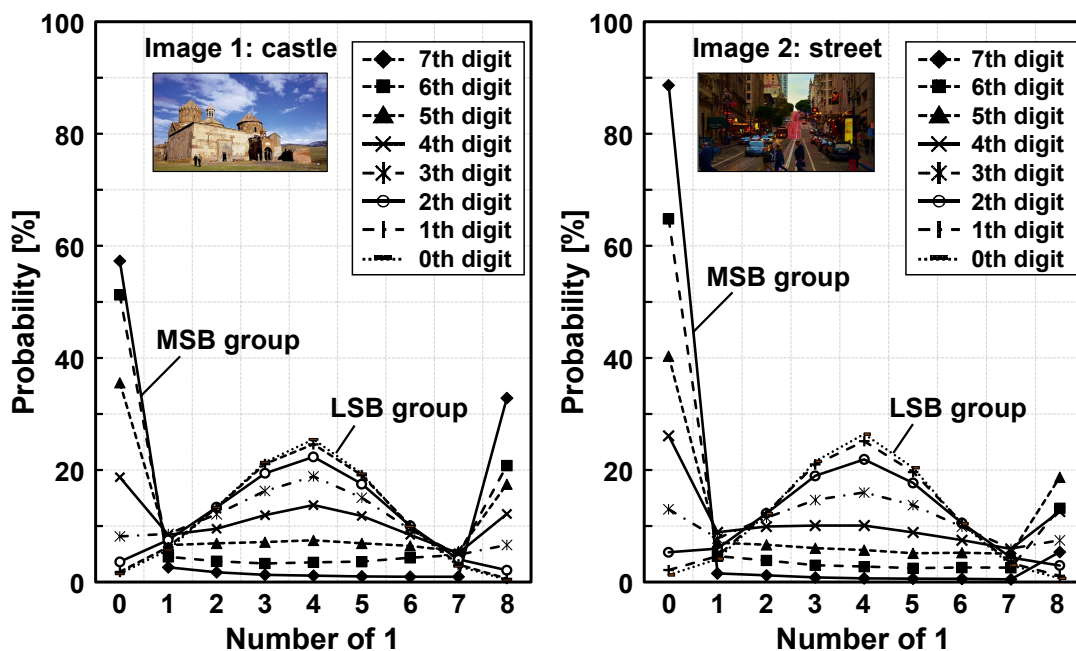 Image 1: castle
7th digit
6th digit
5th digit
4th digit
3th digit
2th digit
1th digit
0th digit
MSB group
LSB group
Probability [%]
100
80
60
40
20
0
0 1 2 3 4 5 6 7 8
Number of 1
Image 2: street
7th digit
6th digit
5th digit
4th digit
3th digit
2th digit
1th digit
0th digit
MSB group
LSB group
Probability [%]
100
80
60
40
20
0
0 1 2 3 4 5 6 7 8
Number of 1